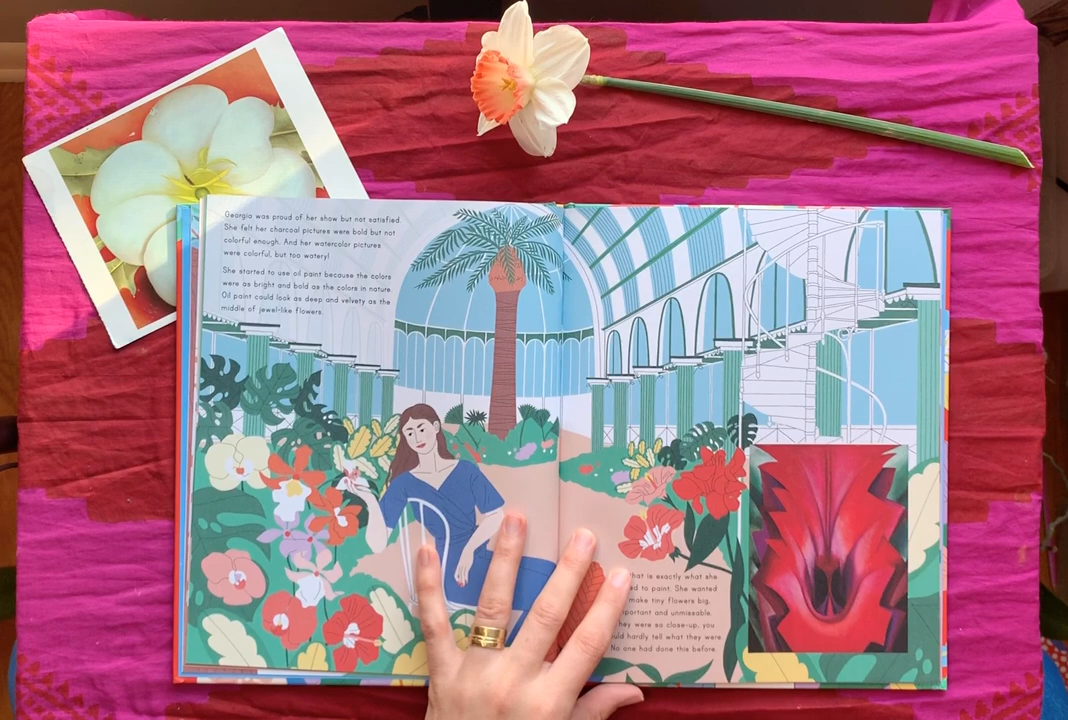 Georgia was proud of her show but not satisfied.
She felt her charcoal pictures were bold but not
colorful enough. And her watercolor pictures
were colorful, but too watery!
She started to use oil paint because the colors
were as bright and bold as the colors in nature
Oil paint could look as deep and velvety as the
middle of jewel-like flowers.
hat is exactly what she
ed to paint. She wanted
make tiny flowers big,
portant and unmissable.
hey were so close-up, you
uld hardly tell what they were.
No one had done this before.